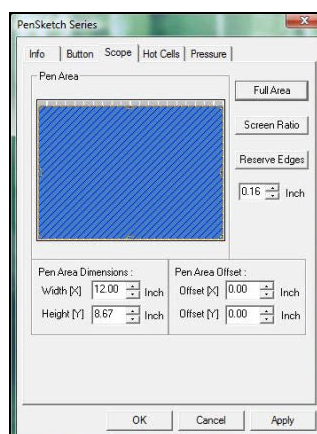 PenSketch Series
Info Button Scope Hot Cells Pressure
Pen Area
Full Area
Screen Ratio
Reserve Edges
0.16 Inch
Pen Area Dimensions :
Width [X] 12.00 Inch
Height [Y] 8.67 Inch
Pen Area Offset :
Offset [X] 0.00 Inch
Offset [Y] 0.00 Inch
OK Cancel Apply